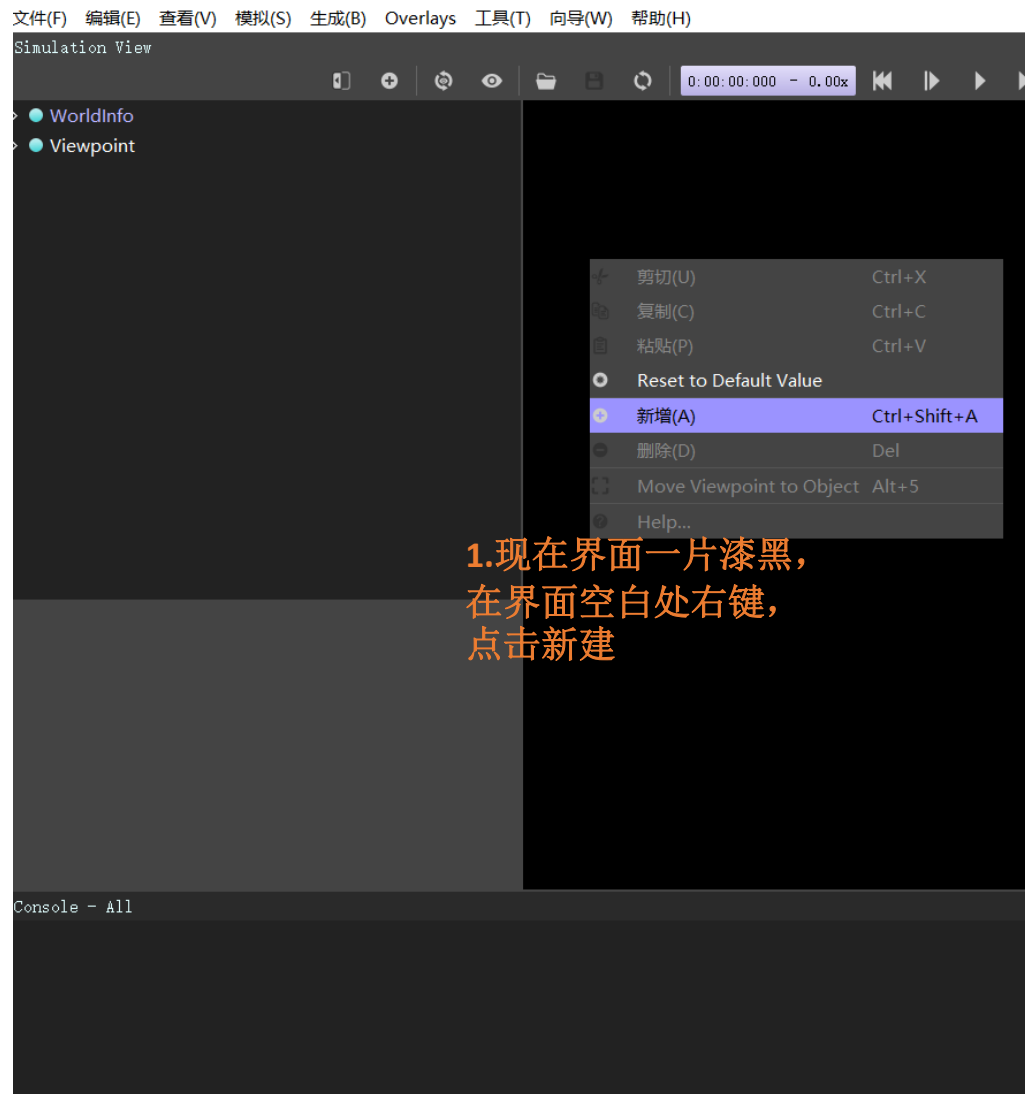 文件(F) 编辑(E) 查看(V) 模拟(S) 生成(B) Overlays 工具(T) 向导(W) 帮助(H)
Simulation View
0:00:00:000 - 0.00x
WorldInfo
Viewpoint
剪切(U) Ctrl+X
复制(C) Ctrl+C
粘贴(P) Ctrl+V
Reset to Default Value
新增(A) Ctrl+Shift+A
删除(D) Del
Move Viewpoint to Object Alt+5
Help...
1.现在界面一片漆黑，
在界面空白处右键，
点击新建
Console - All